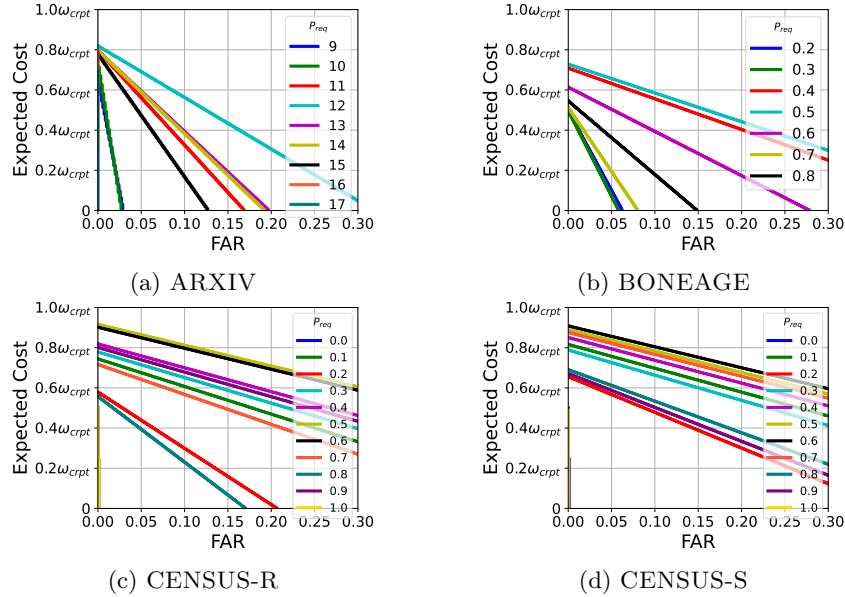 1.0ω_crpt
0.8ω_crpt
0.6ω_crpt
0.4ω_crpt
0.2ω_crpt
0
Expected Cost
0.00 0.05 0.10 0.15 0.20 0.25 0.30
FAR
P_req
9
10
11
12
13
14
15
16
17
(a) ARXIV
1.0ω_crpt
0.8ω_crpt
0.6ω_crpt
0.4ω_crpt
0.2ω_crpt
0
Expected Cost
0.00 0.05 0.10 0.15 0.20 0.25 0.30
FAR
P_req
0.2
0.3
0.4
0.5
0.6
0.7
0.8
(b) BONEAGE
1.0ω_crpt
0.8ω_crpt
0.6ω_crpt
0.4ω_crpt
0.2ω_crpt
0
Expected Cost
0.00 0.05 0.10 0.15 0.20 0.25 0.30
FAR
P_req
0.0
0.1
0.2
0.3
0.4
0.5
0.6
0.7
0.8
0.9
1.0
(c) CENSUS-R
1.0ω_crpt
0.8ω_crpt
0.6ω_crpt
0.4ω_crpt
0.2ω_crpt
0
Expected Cost
0.00 0.05 0.10 0.15 0.20 0.25 0.30
FAR
P_req
0.0
0.1
0.2
0.3
0.4
0.5
0.6
0.7
0.8
0.9
1.0
(d) CENSUS-S